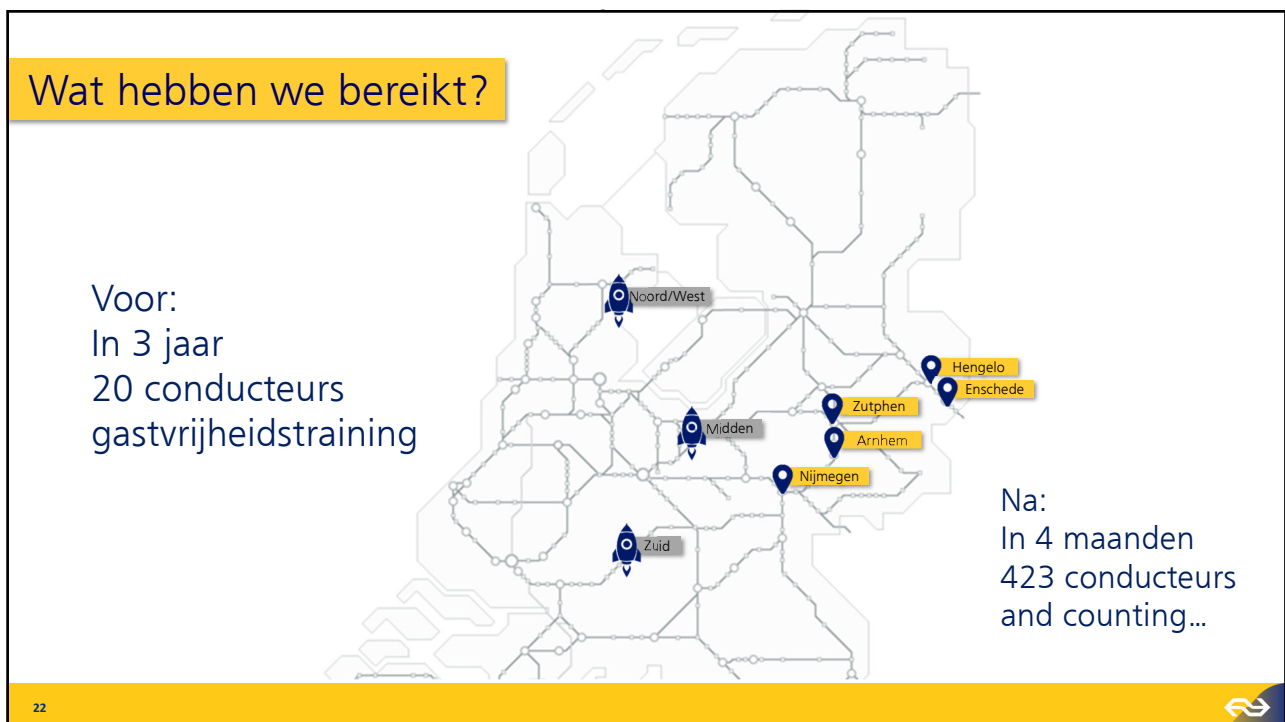 Wat hebben we bereikt?
Voor:
In 3 jaar
20 conducteurs
gastvrijheidstraining
Noord/West
Midden
Zuid
Hengelo
Enschede
Zutphen
Arnhem
Nijmegen
Na:
In 4 maanden
423 conducteurs
and counting...
22